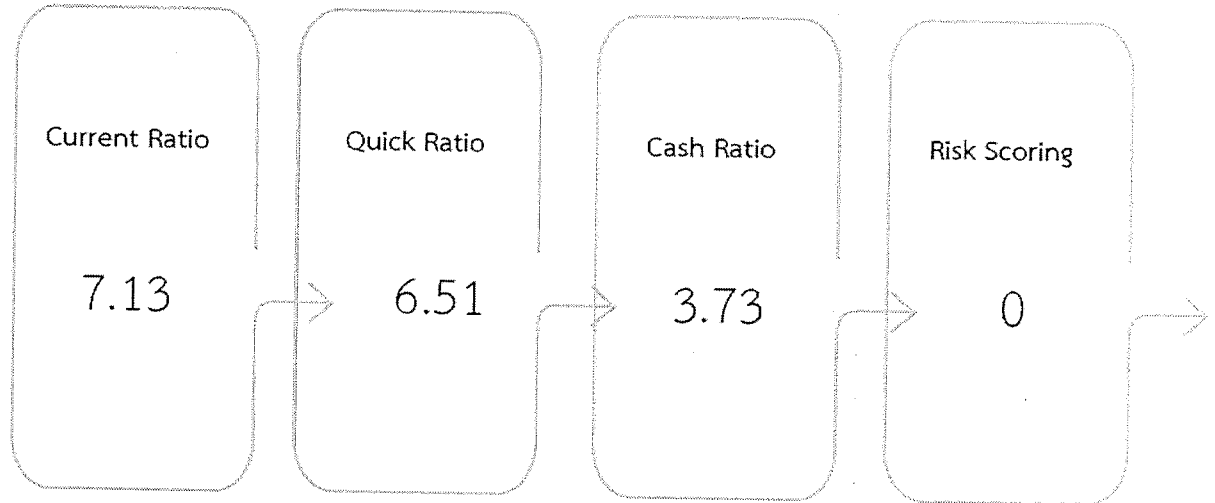 Current Ratio
7.13
Quick Ratio
6.51
Cash Ratio
3.73
Risk Scoring
0